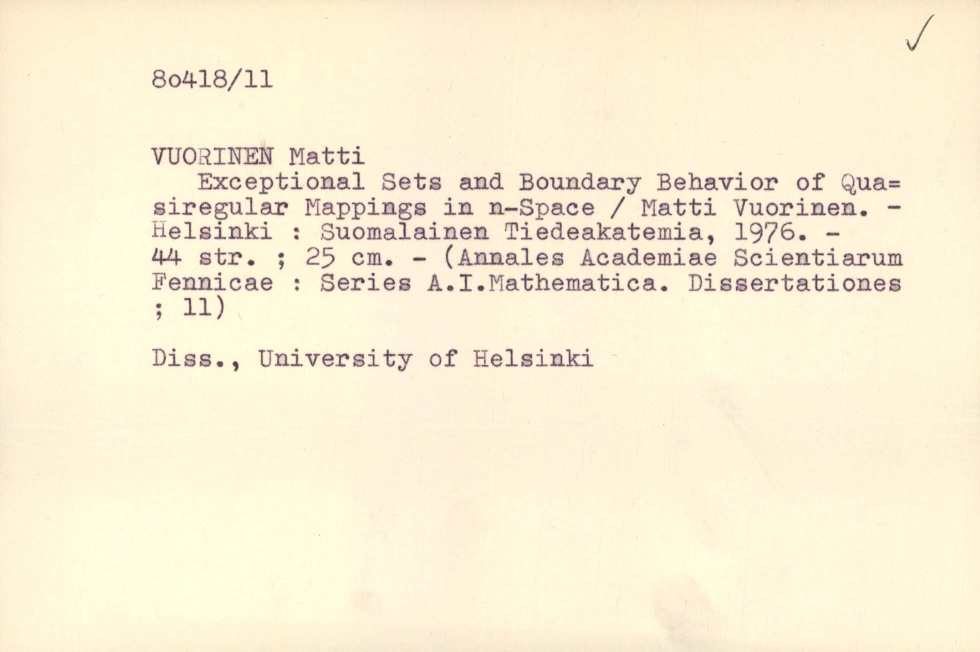 ✓
8o418/11
VUORINEN Matti
Exceptional Sets and Boundary Behavior of Qua=
siregular Mappings in n-Space / Matti Vuorinen. -
Helsinki : Suomalainen Tiedeakatemia, 1976. -
44 str. ; 25 cm. - (Annales Academiae Scientiarum
Fennicae : Series A.I.Mathematica. Dissertationes
; 11)
Diss., University of Helsinki